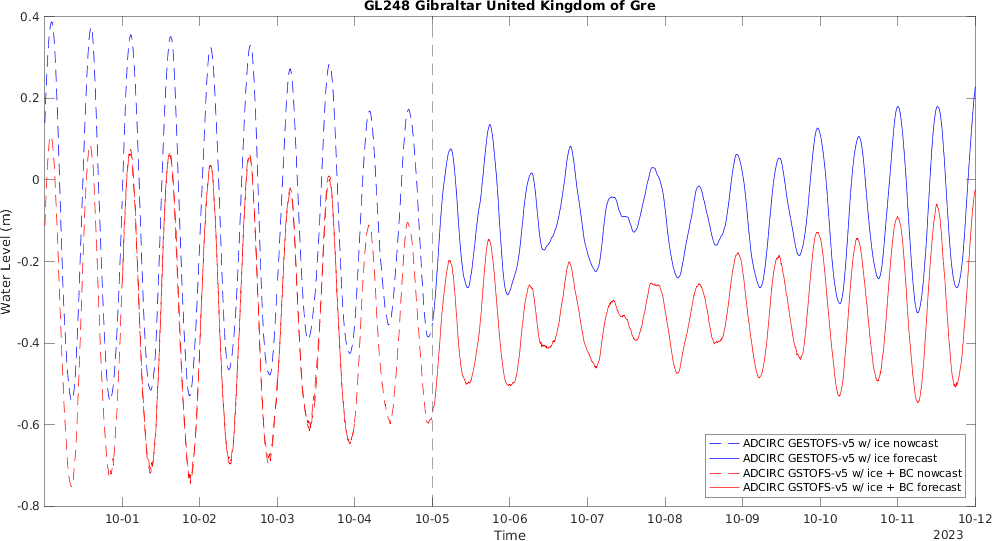 GL248 Gibraltar United Kingdom of Gre
0.4
0.2
0
-0.2
-0.4
-0.6
-0.8
Water Level (m)
ADCIRC GESTOFS-v5 w/ ice nowcast
ADCIRC GESTOFS-v5 w/ ice forecast
ADCIRC GSTOFS-v5 w/ ice + BC nowcast
ADCIRC GSTOFS-v5 w/ ice + BC forecast
10-01 10-02 10-03 10-04 10-05 10-06 10-07 10-08 10-09 10-10 10-11 10-12
Time
2023